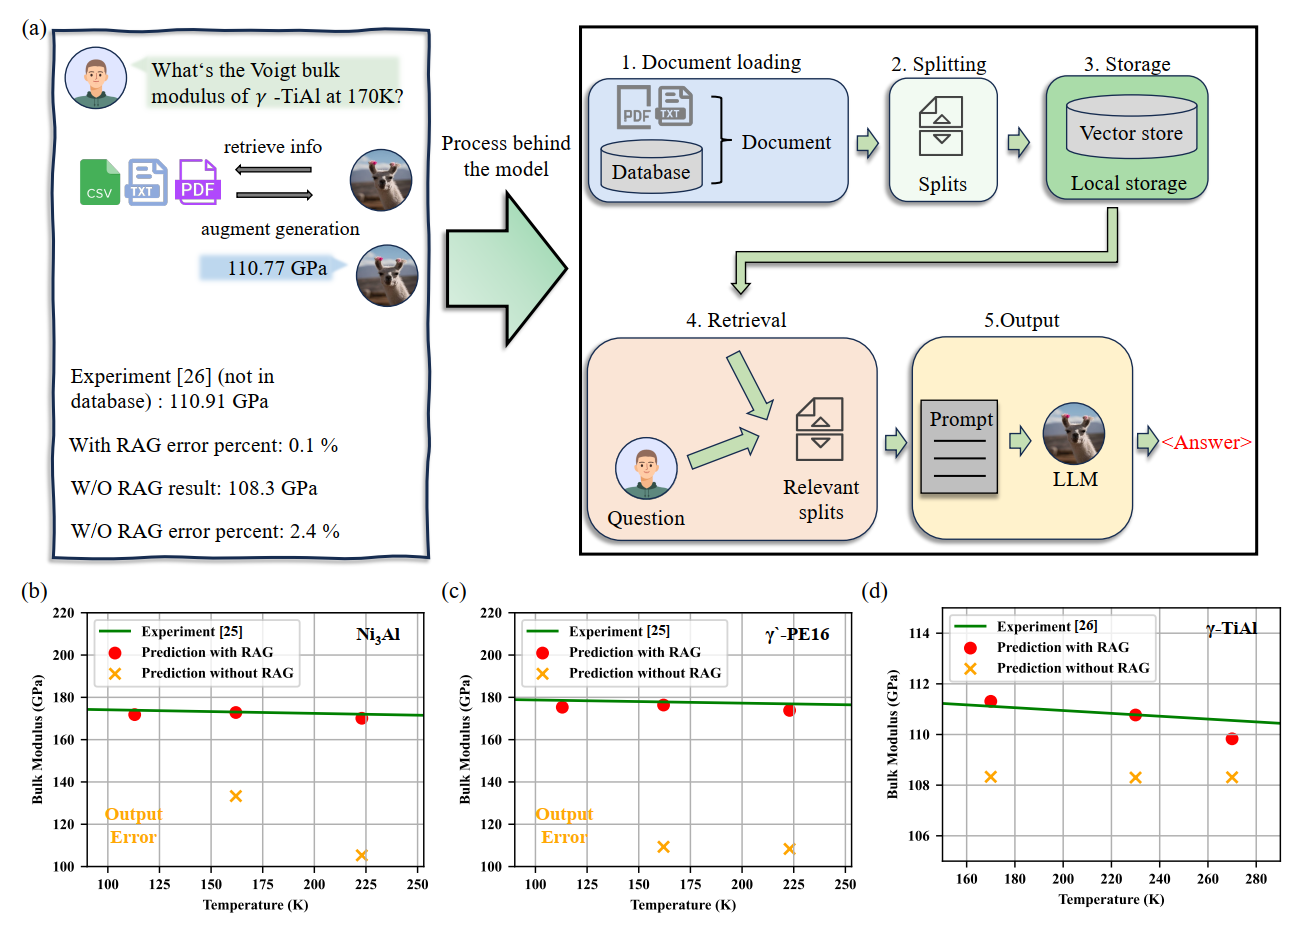 (a)
What‘s the Voigt bulk
modulus of γ -TiAl at 170K?
retrieve info
CSV
TXT
PDF
augment generation
110.77 GPa
Experiment [26] (not in
database) : 110.91 GPa
With RAG error percent: 0.1 %
W/O RAG result: 108.3 GPa
W/O RAG error percent: 2.4 %
Process behind
the model
1. Document loading
PDF
TXT
Database
Document
2. Splitting
Splits
3. Storage
Vector store
Local storage
4. Retrieval
Question
Relevant
splits
5.Output
Prompt
LLM
<Answer>
(b)
Experiment [25]
Prediction with RAG
Prediction without RAG
Ni₃Al
Output
Error
220
200
180
160
140
120
100
Bulk Modulus (GPa)
100 125 150 175 200 225 250
Temperature (K)
(c)
Experiment [25]
Prediction with RAG
Prediction without RAG
γ`-PE16
Output
Error
220
200
180
160
140
120
100
Bulk Modulus (GPa)
100 125 150 175 200 225 250
Temperature (K)
(d)
Experiment [26]
Prediction with RAG
Prediction without RAG
γ-TiAl
114
112
110
108
106
Bulk Modulus (GPa)
160 180 200 220 240 260 280
Temperature (K)